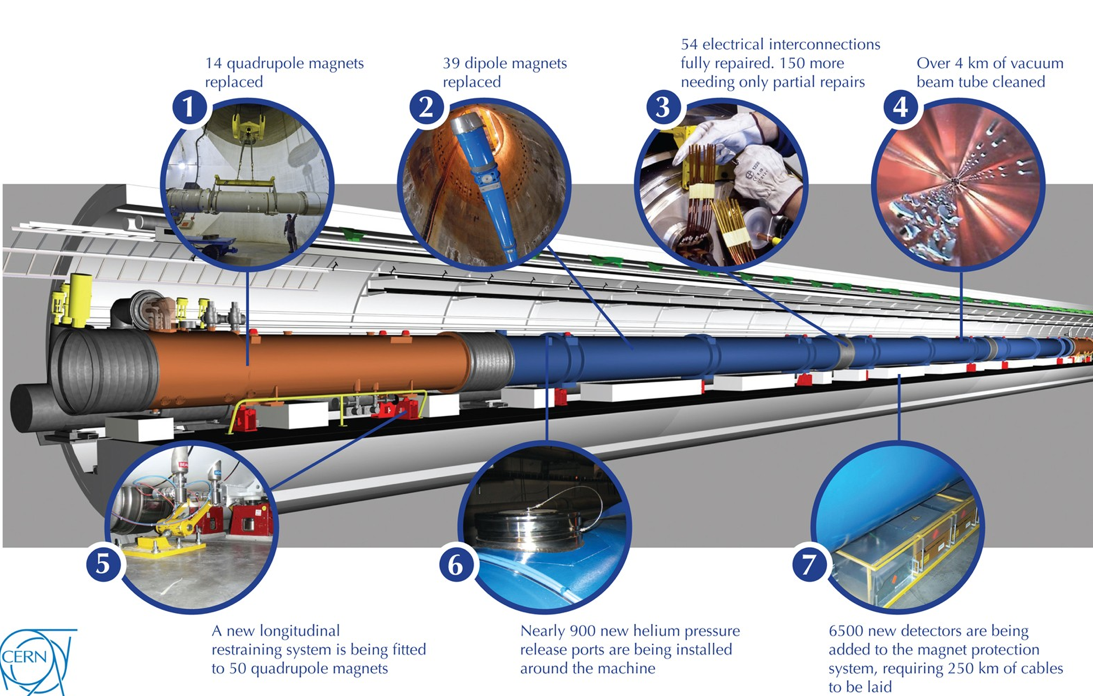 14 quadrupole magnets
replaced
1
39 dipole magnets
replaced
2
54 electrical interconnections
fully repaired. 150 more
needing only partial repairs
3
Over 4 km of vacuum
beam tube cleaned
4
5
A new longitudinal
restraining system is being fitted
to 50 quadrupole magnets
6
Nearly 900 new helium pressure
release ports are being installed
around the machine
7
6500 new detectors are being
added to the magnet protection
system, requiring 250 km of cables
to be laid
CERN